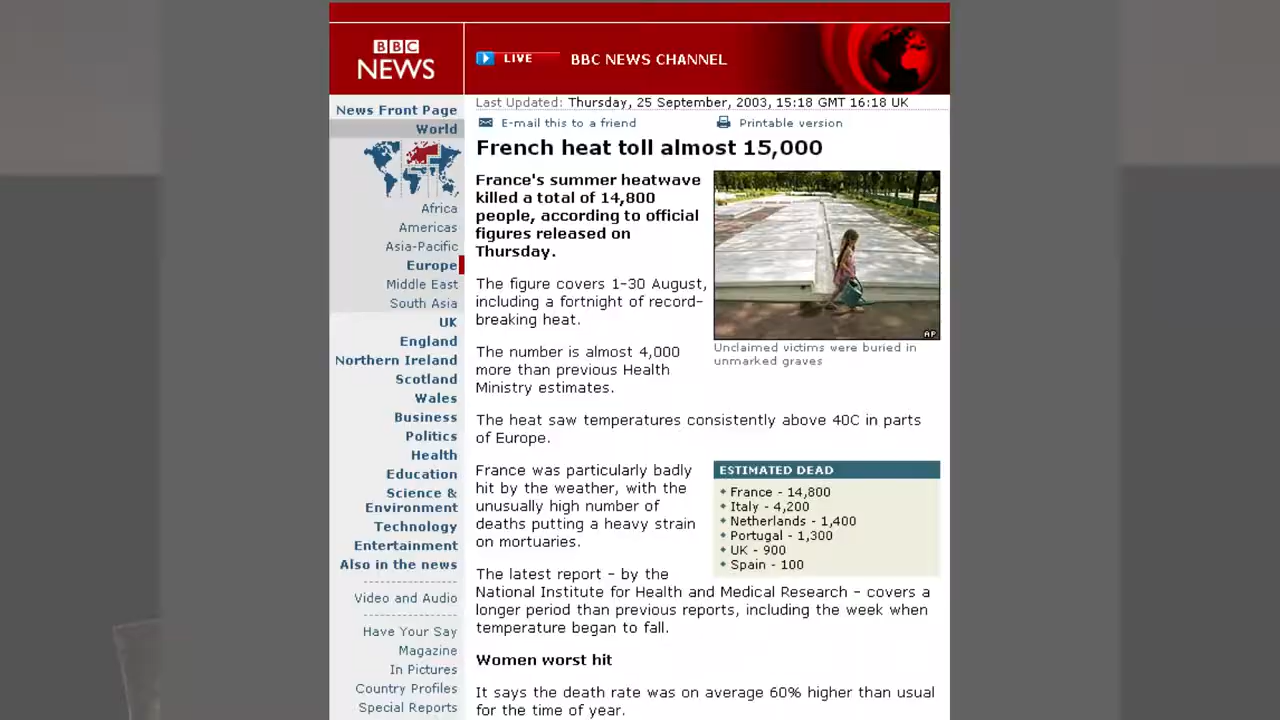 BBC
NEWS
LIVE
BBC NEWS CHANNEL
News Front Page
World
Africa
Americas
Asia-Pacific
Europe
Middle East
South Asia
UK
England
Northern Ireland
Scotland
Wales
Business
Politics
Health
Education
Science &
Environment
Technology
Entertainment
Also in the news
Video and Audio
Have Your Say
Magazine
In Pictures
Country Profiles
Special Reports
Last Updated: Thursday, 25 September, 2003, 15:18 GMT 16:18 UK
E-mail this to a friend
Printable version
French heat toll almost 15,000
France's summer heatwave
killed a total of 14,800
people, according to official
figures released on
Thursday.
AP
Unclaimed victims were buried in
unmarked graves
The figure covers 1-30 August,
including a fortnight of record-
breaking heat.
The number is almost 4,000
more than previous Health
Ministry estimates.
The heat saw temperatures consistently above 40C in parts
of Europe.
France was particularly badly
hit by the weather, with the
unusually high number of
deaths putting a heavy strain
on mortuaries.
ESTIMATED DEAD
France - 14,800
Italy - 4,200
Netherlands - 1,400
Portugal - 1,300
UK - 900
Spain - 100
The latest report - by the
National Institute for Health and Medical Research - covers a
longer period than previous reports, including the week when
temperature began to fall.
Women worst hit
It says the death rate was on average 60% higher than usual
for the time of year.